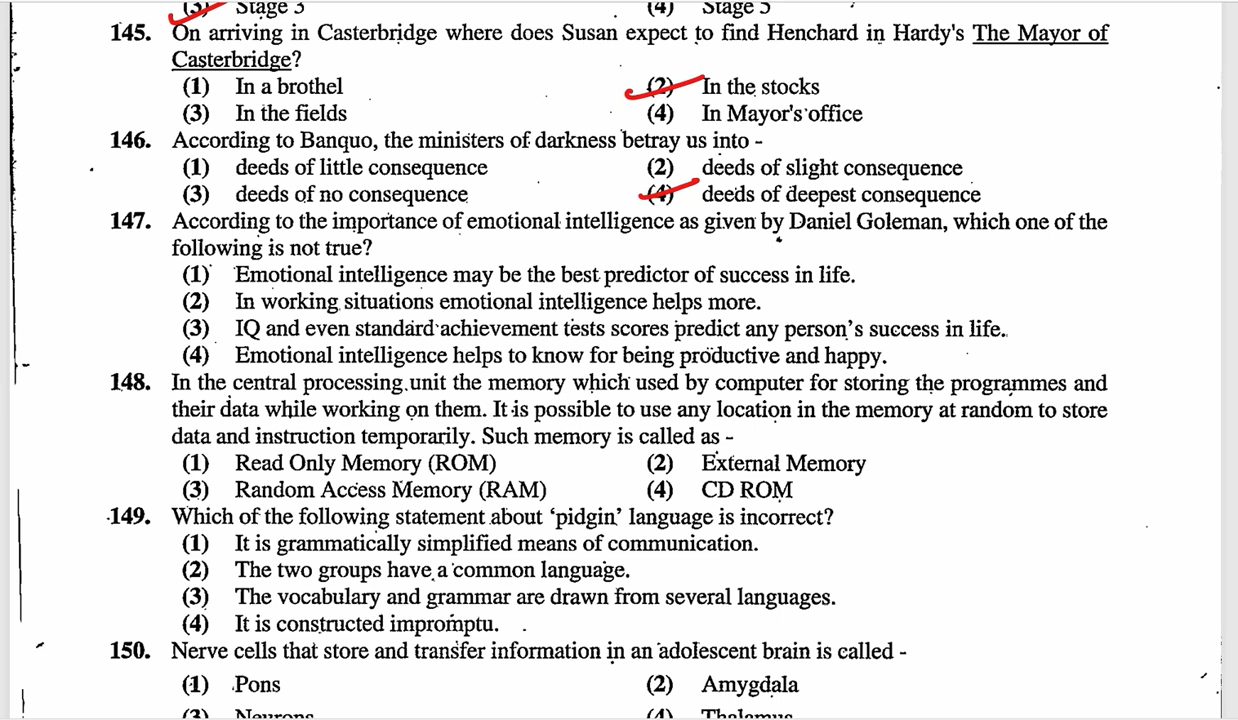 (3) Stage 3 (4) Stage 5
145. On arriving in Casterbridge where does Susan expect to find Henchard in Hardy's The Mayor of
Casterbridge?
(1) In a brothel (2) In the stocks
(3) In the fields (4) In Mayor's office
146. According to Banquo, the ministers of darkness betray us into -
(1) deeds of little consequence (2) deeds of slight consequence
(3) deeds of no consequence (4) deeds of deepest consequence
147. According to the importance of emotional intelligence as given by Daniel Goleman, which one of the
following is not true?
(1) Emotional intelligence may be the best predictor of success in life.
(2) In working situations emotional intelligence helps more.
(3) IQ and even standard achievement tests scores predict any person's success in life.
(4) Emotional intelligence helps to know for being productive and happy.
148. In the central processing unit the memory which used by computer for storing the programmes and
their data while working on them. It is possible to use any location in the memory at random to store
data and instruction temporarily. Such memory is called as -
(1) Read Only Memory (ROM) (2) External Memory
(3) Random Access Memory (RAM) (4) CD ROM
149. Which of the following statement about 'pidgin' language is incorrect?
(1) It is grammatically simplified means of communication.
(2) The two groups have a common language.
(3) The vocabulary and grammar are drawn from several languages.
(4) It is constructed impromptu.
150. Nerve cells that store and transfer information in an adolescent brain is called -
(1) Pons (2) Amygdala
(3) Neurons (4) Thalamus